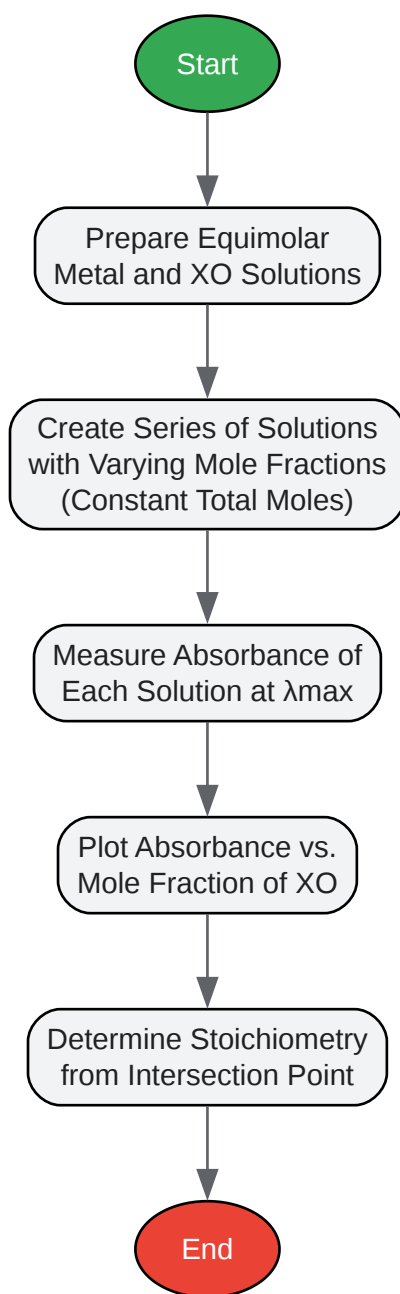 Start
Prepare Equimolar
Metal and XO Solutions
Create Series of Solutions
with Varying Mole Fractions
(Constant Total Moles)
Measure Absorbance of
Each Solution at λmax
Plot Absorbance vs.
Mole Fraction of XO
Determine Stoichiometry
from Intersection Point
End